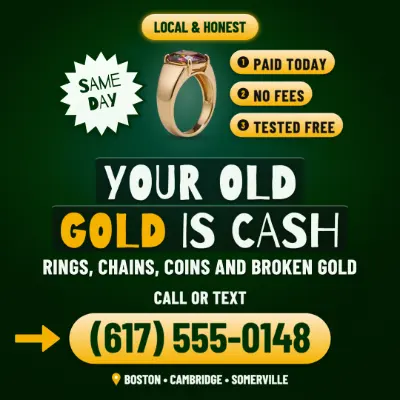 LOCAL & HONEST
SAME
DAY
1 PAID TODAY
2 NO FEES
3 TESTED FREE
YOUR OLD
GOLD IS CASH
RINGS, CHAINS, COINS AND BROKEN GOLD
CALL OR TEXT
(617) 555-0148
BOSTON • CAMBRIDGE • SOMERVILLE